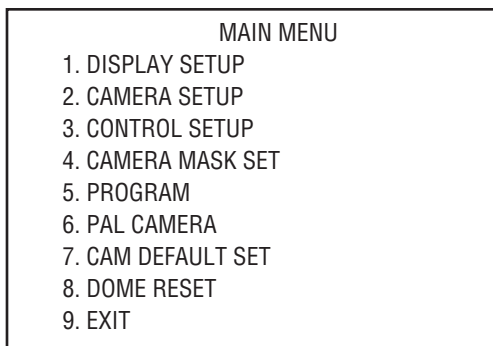 MAIN MENU
1. DISPLAY SETUP
2. CAMERA SETUP
3. CONTROL SETUP
4. CAMERA MASK SET
5. PROGRAM
6. PAL CAMERA
7. CAM DEFAULT SET
8. DOME RESET
9. EXIT